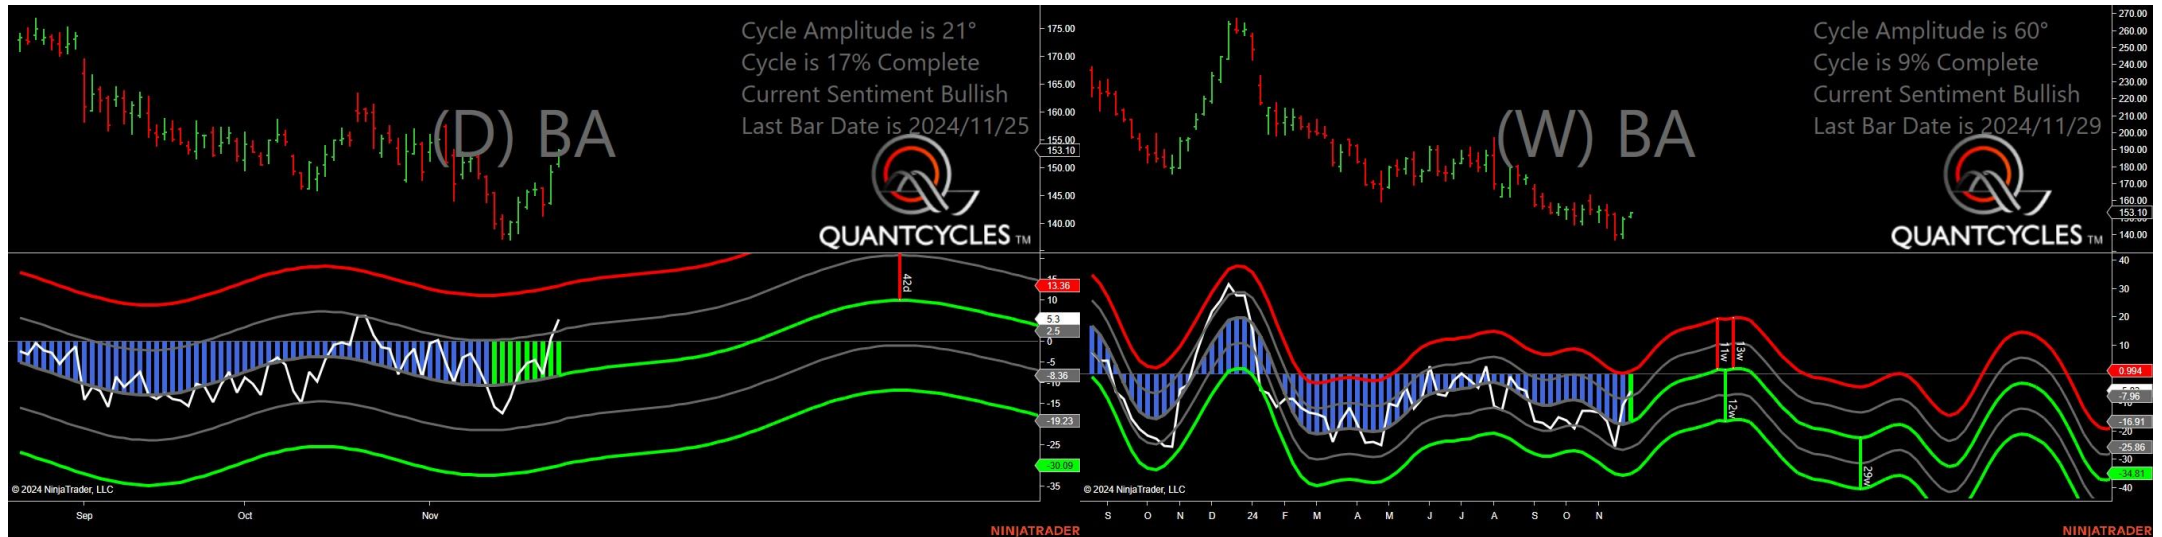 Cycle Amplitude is 21°
Cycle is 17% Complete
Current Sentiment Bullish
Last Bar Date is 2024/11/25
(D) BA
QUANTCYCLES TM
175.00
170.00
165.00
160.00
155.00
153.10
150.00
145.00
140.00
42d
13.36
10
5.3
2.5
0
-5
-8.36
-15
-19.23
-25
-30.09
-35
© 2024 NinjaTrader, LLC
Sep
Oct
Nov
NINJATRADER
Cycle Amplitude is 60°
Cycle is 9% Complete
Current Sentiment Bullish
Last Bar Date is 2024/11/29
(W) BA
QUANTCYCLES TM
270.00
260.00
250.00
240.00
230.00
220.00
210.00
200.00
190.00
180.00
170.00
160.00
153.10
140.00
11w
13w
12w
29w
40
30
20
10
0.994
-7.96
-16.91
-20
-25.86
-30
-34.81
-40
© 2024 NinjaTrader, LLC
S O N D 24 F M A M J J A S O N
NINJATRADER